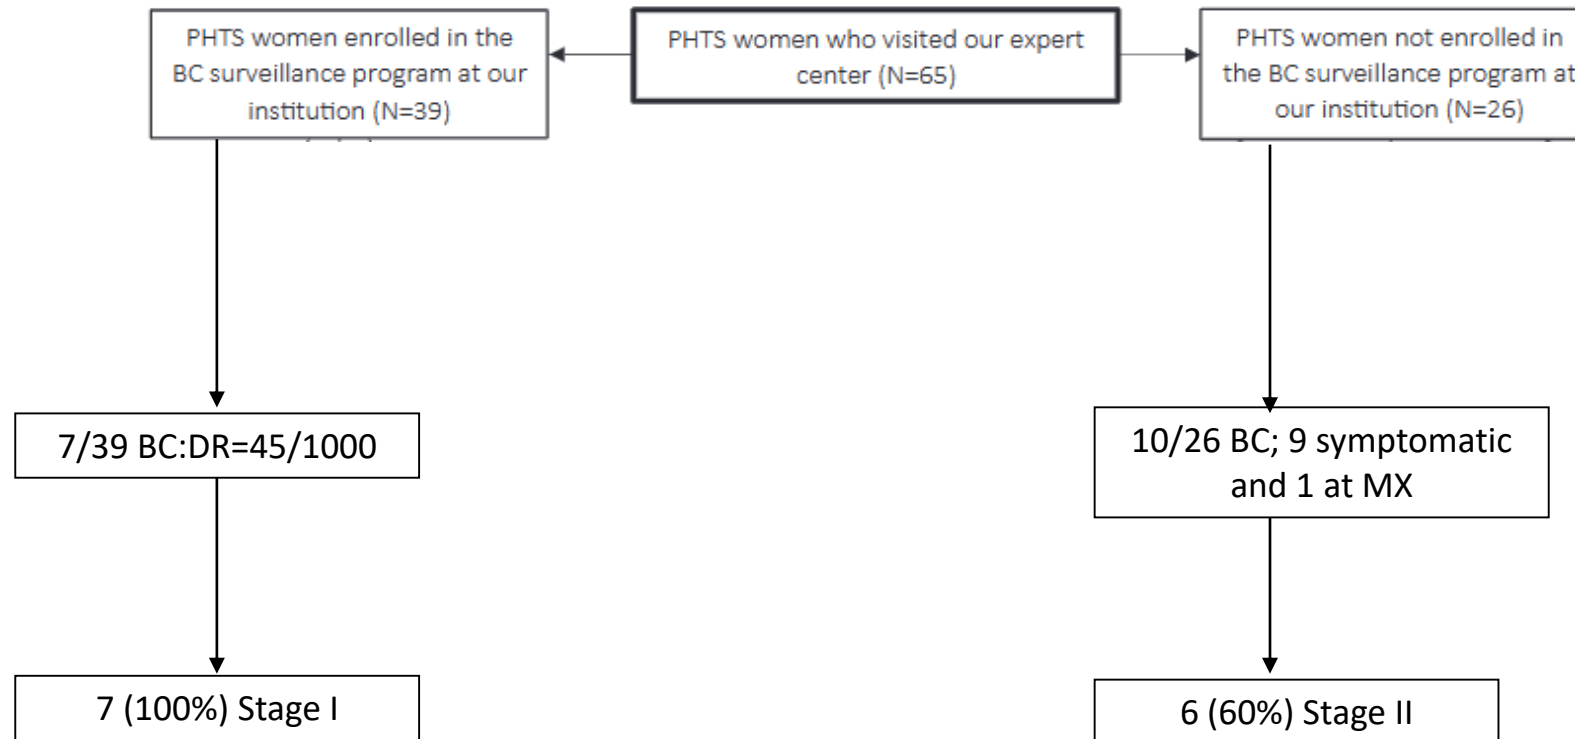 PHTS women enrolled in the
BC surveillance program at our
institution (N=39)
PHTS women who visited our expert
center (N=65)
PHTS women not enrolled in
the BC surveillance program at
our institution (N=26)
7/39 BC:DR=45/1000
10/26 BC; 9 symptomatic
and 1 at MX
7 (100%) Stage I
6 (60%) Stage II